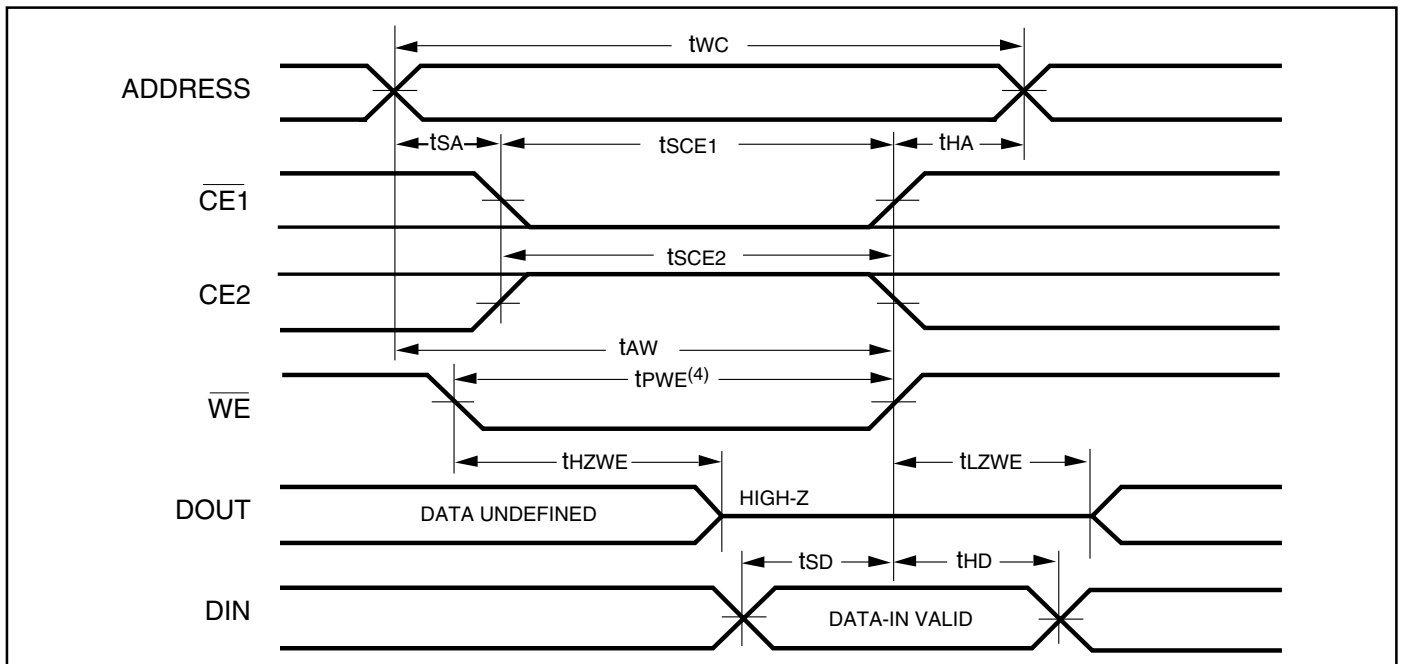 tWC
ADDRESS
tSA
tSCE1
tHA
CE1
tSCE2
CE2
tAW
tPWE(4)
WE
tHZWE
tLZWE
DOUT
DATA UNDEFINED
HIGH-Z
tSD
tHD
DIN
DATA-IN VALID